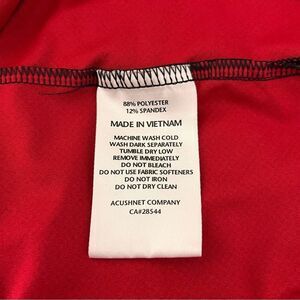 88% POLYESTER
12% SPANDEX
MADE IN VIETNAM
MACHINE WASH COLD
WASH DARK SEPARATELY
TUMBLE DRY LOW
REMOVE IMMEDIATELY
DO NOT BLEACH
DO NOT USE FABRIC SOFTENERS
DO NOT IRON
DO NOT DRY CLEAN
ACUSHNET COMPANY
CA#28544